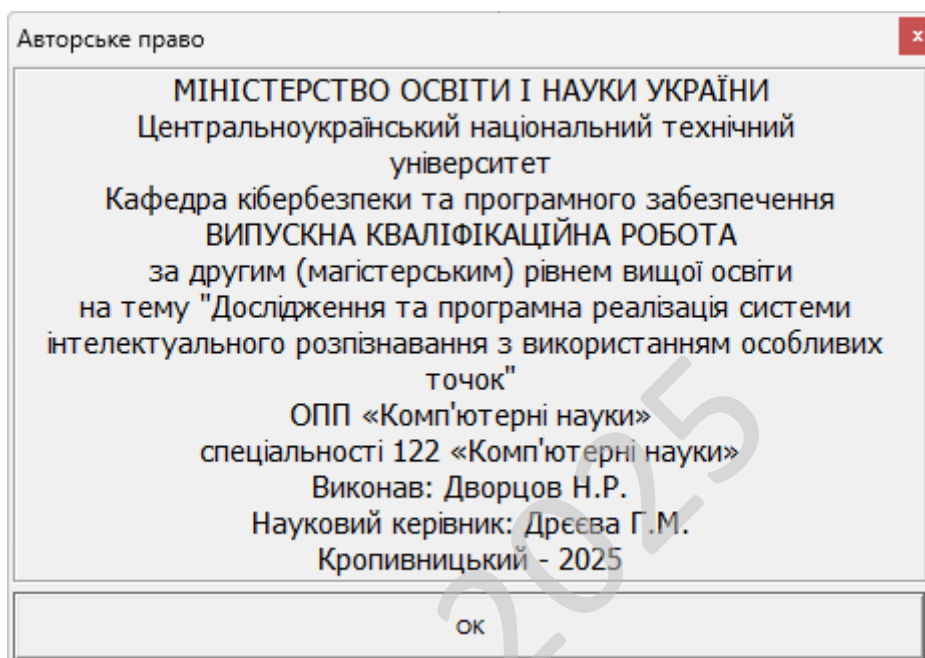 Авторське право
x
МІНІСТЕРСТВО ОСВІТИ І НАУКИ УКРАЇНИ
Центральноукраїнський національний технічний
університет
Кафедра кібербезпеки та програмного забезпечення
ВИПУСКНА КВАЛІФІКАЦІЙНА РОБОТА
за другим (магістерським) рівнем вищої освіти
на тему "Дослідження та програмна реалізація системи
інтелектуального розпізнавання з використанням особливих
точок"
ОПП «Комп'ютерні науки»
спеціальності 122 «Комп'ютерні науки»
Виконав: Дворцов Н.Р.
Науковий керівник: Дрєєва Г.М.
Кропивницький - 2025
ОК
2025